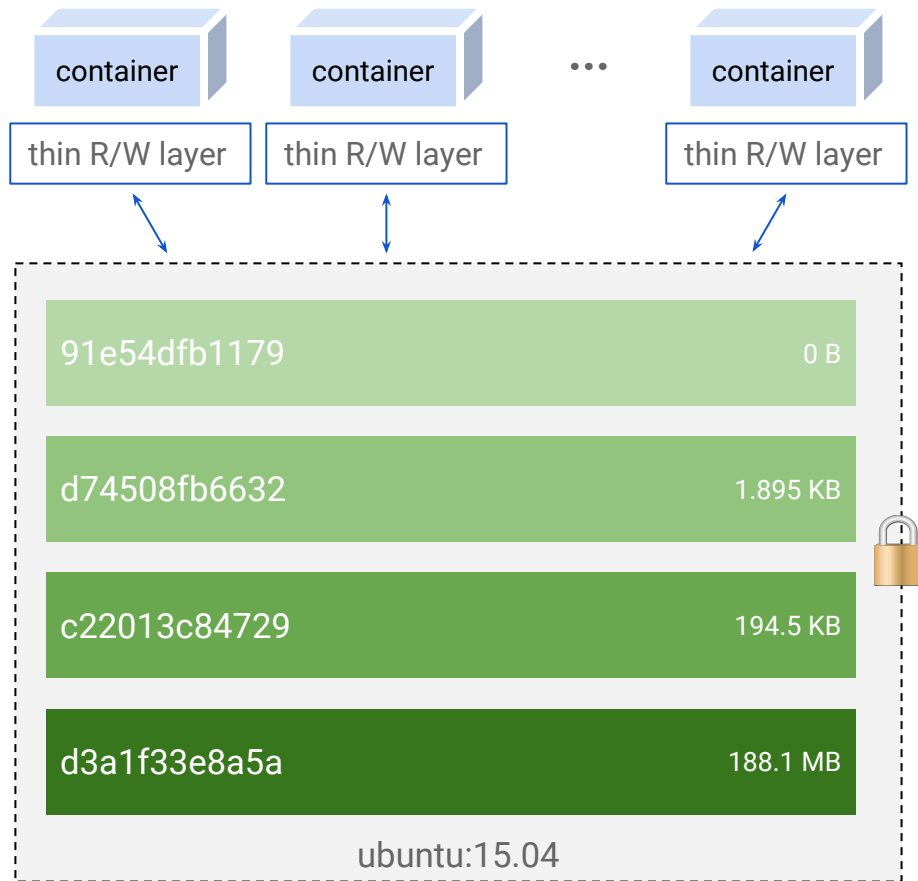 container container ... container
thin R/W layer thin R/W layer thin R/W layer
91e54dfb1179 0 B
d74508fb6632 1.895 KB
c22013c84729 194.5 KB
d3a1f33e8a5a 188.1 MB
ubuntu:15.04